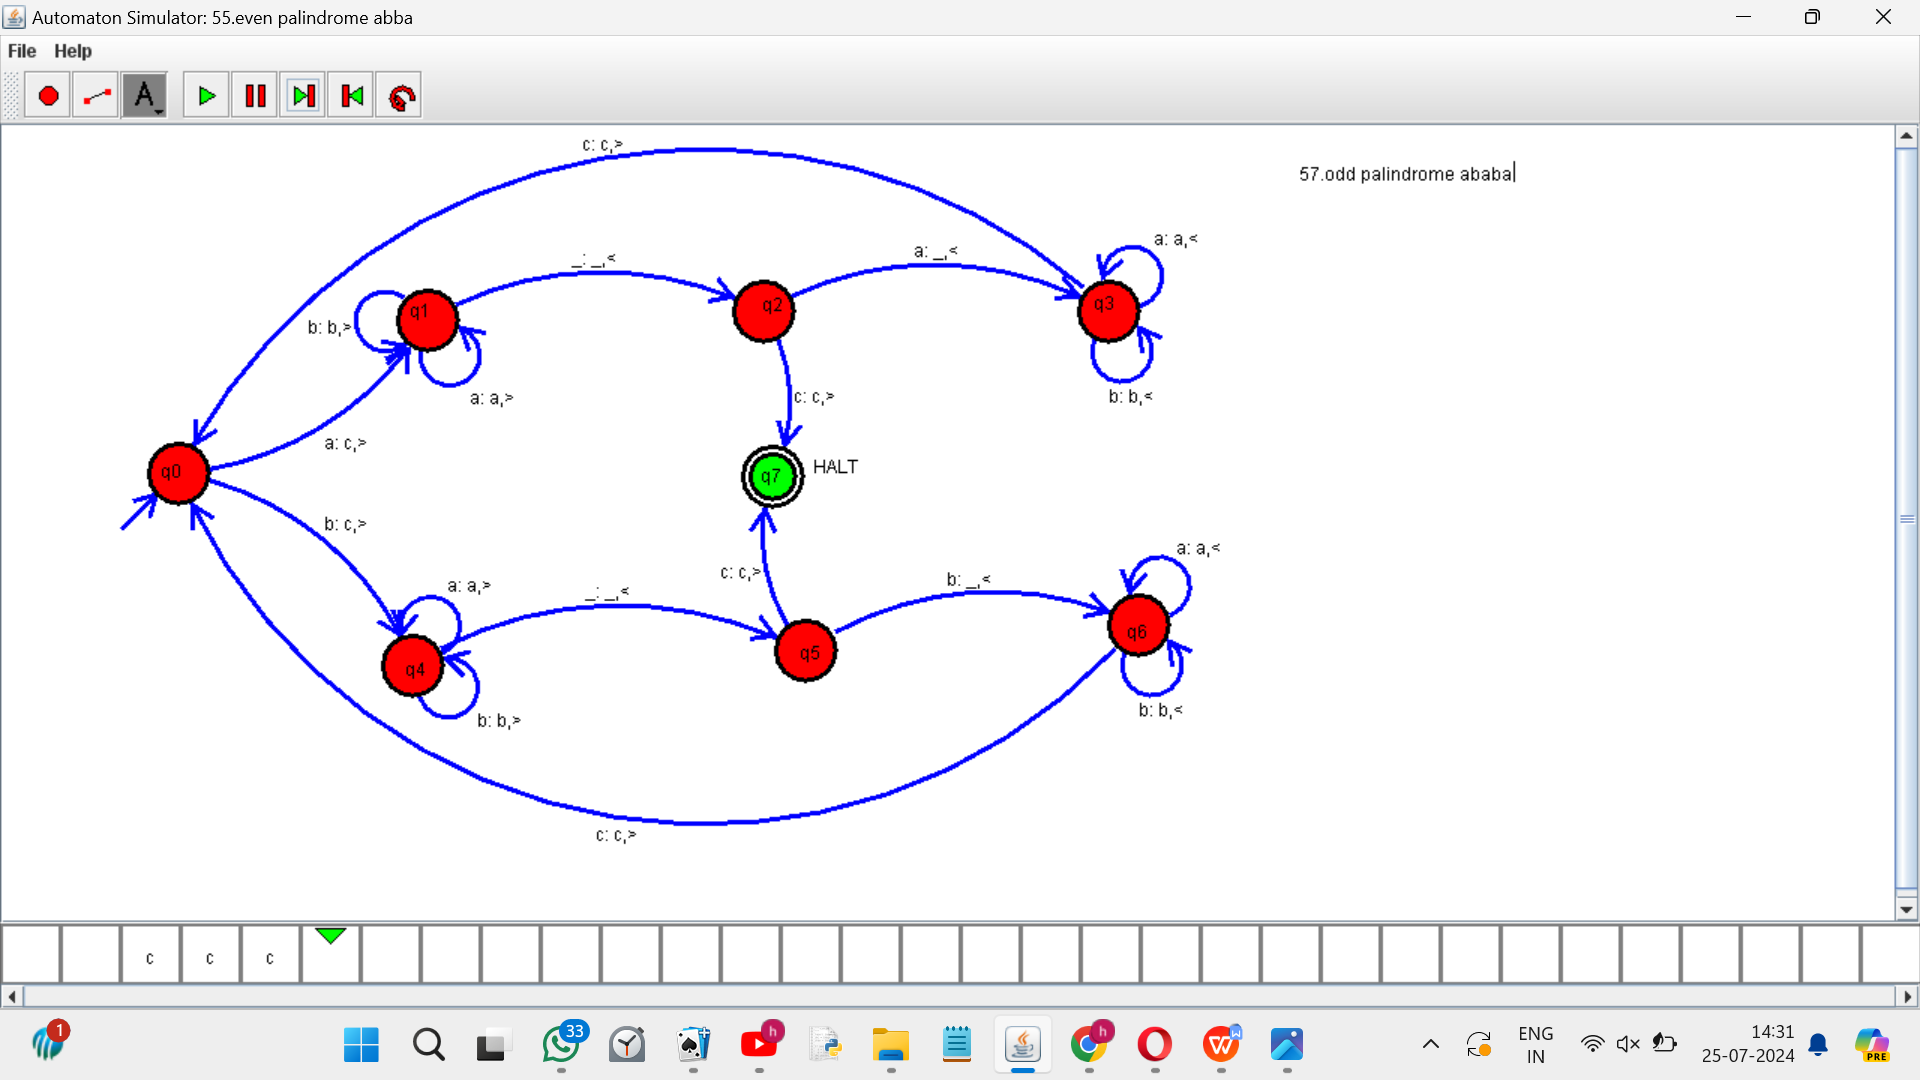 Automaton Simulator: 55.even palindrome abba
File Help
A
c: c,>
57.odd palindrome ababa
a: a,<
_: _,<
a: _,<
q1
q2
q3
b: b,>
a: a,>
c: c,>
b: b,<
a: c,>
q0
q7
HALT
b: c,>
a: a,>
_: _,<
c: c,>
b: _,<
a: a,<
q4
q5
q6
b: b,>
b: b,<
c: c,>
c c c
1
33
h
h
W
ENG
IN
14:31
25-07-2024
PRE